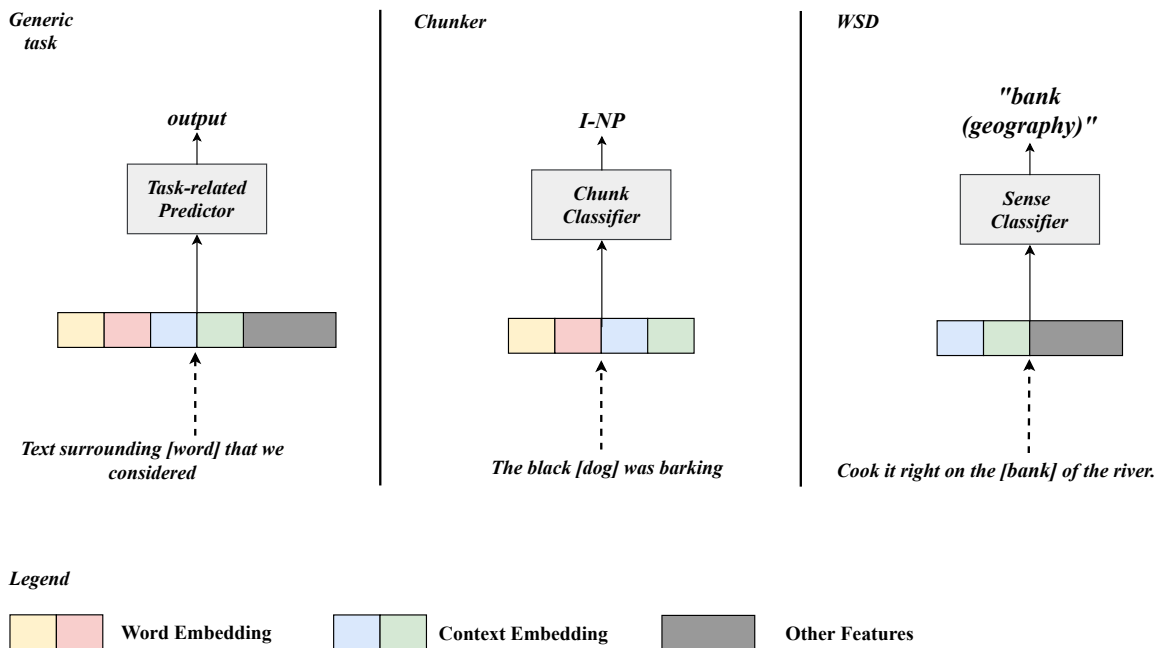 Generic
task
output
Task-related
Predictor
Text surrounding [word] that we
considered
Chunker
I-NP
Chunk
Classifier
The black [dog] was barking
WSD
"bank
(geography)"
Sense
Classifier
Cook it right on the [bank] of the river.
Legend
Word Embedding
Context Embedding
Other Features